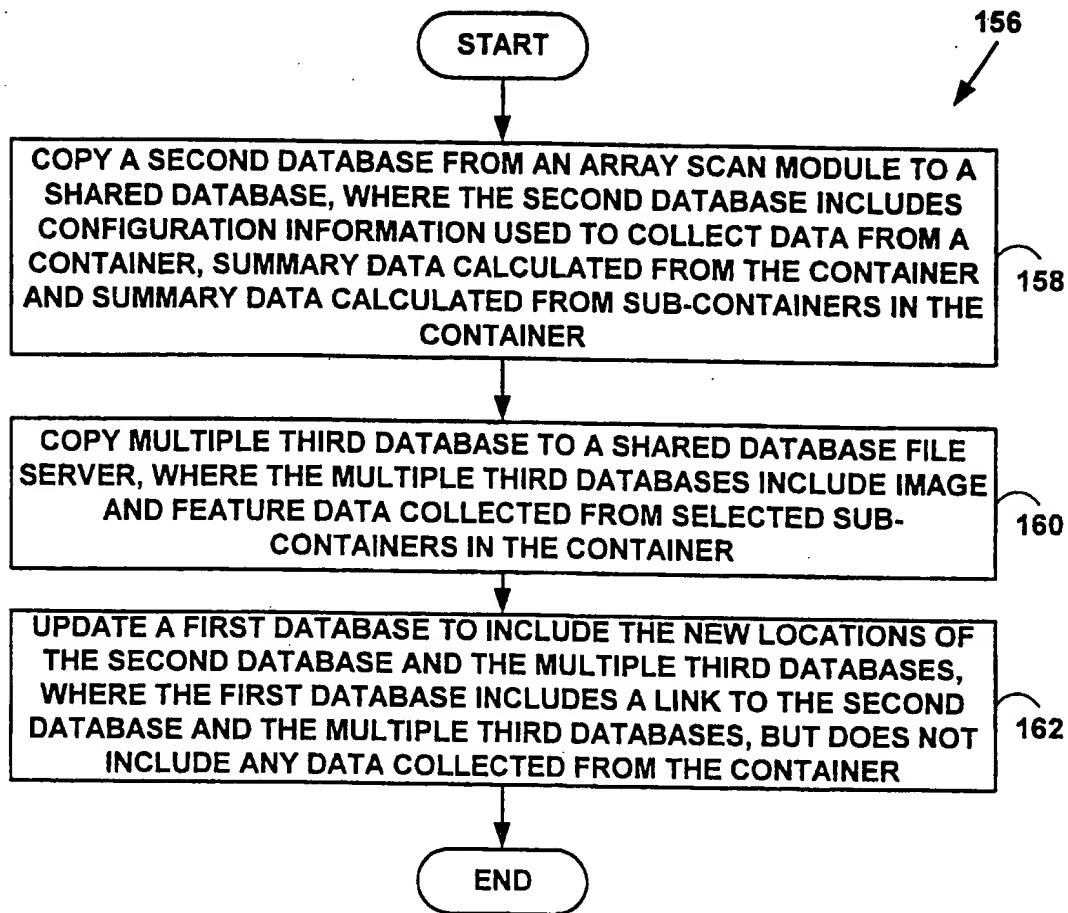 START
156
COPY A SECOND DATABASE FROM AN ARRAY SCAN MODULE TO A
SHARED DATABASE, WHERE THE SECOND DATABASE INCLUDES
CONFIGURATION INFORMATION USED TO COLLECT DATA FROM A
CONTAINER, SUMMARY DATA CALCULATED FROM THE CONTAINER
AND SUMMARY DATA CALCULATED FROM SUB-CONTAINERS IN THE
CONTAINER
158
COPY MULTIPLE THIRD DATABASE TO A SHARED DATABASE FILE
SERVER, WHERE THE MULTIPLE THIRD DATABASES INCLUDE IMAGE
AND FEATURE DATA COLLECTED FROM SELECTED SUB-
CONTAINERS IN THE CONTAINER
160
UPDATE A FIRST DATABASE TO INCLUDE THE NEW LOCATIONS OF
THE SECOND DATABASE AND THE MULTIPLE THIRD DATABASES,
WHERE THE FIRST DATABASE INCLUDES A LINK TO THE SECOND
DATABASE AND THE MULTIPLE THIRD DATABASES, BUT DOES NOT
INCLUDE ANY DATA COLLECTED FROM THE CONTAINER
162
END